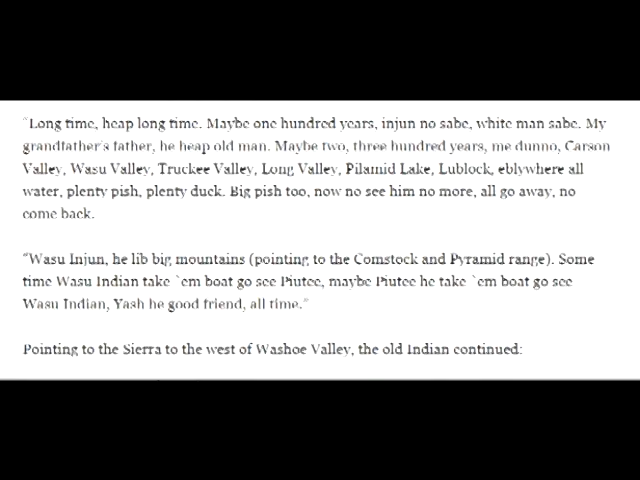 "Long time, heap long time. Maybe one hundred years, injun no sabe, white man sabe. My
grandfather's father, he heap old man. Maybe two, three hundred years, me dunno, Carson
Valley, Wasu Valley, Truckee Valley, Long Valley, Pilamid Lake, Lublock, eblywhere all
water, plenty pish, plenty duck. Big pish too, now no see him no more, all go away, no
come back.
"Wasu Injun, he lib big mountains (pointing to the Comstock and Pyramid range). Some
time Wasu Indian take `em boat go see Piutee, maybe Piutee he take `em boat go see
Wasu Indian, Yash he good friend, all time."
Pointing to the Sierra to the west of Washoe Valley, the old Indian continued: